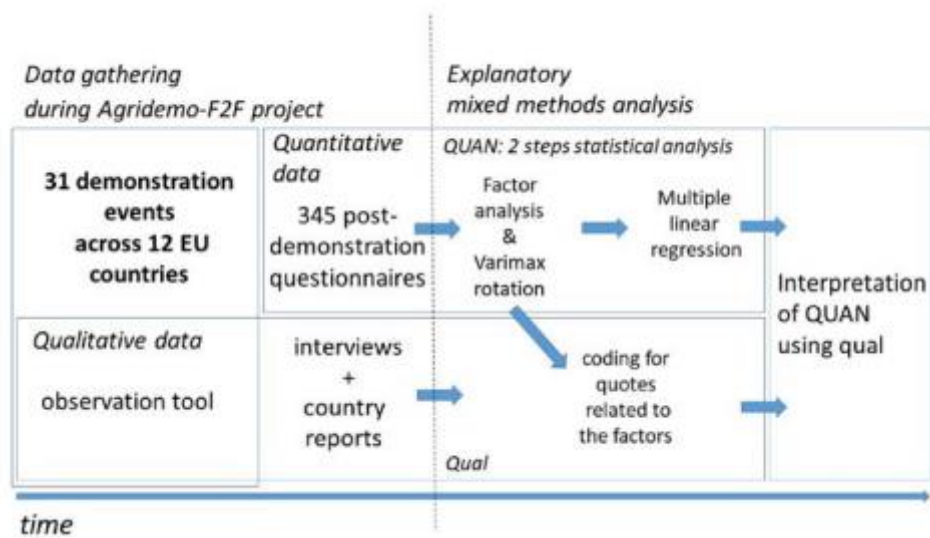 Data gathering
during Agridemo-F2F project
Explanatory
mixed methods analysis
31 demonstration
events
across 12 EU
countries
Quantitative
data
345 post-
demonstration
questionnaires
QUAN: 2 steps statistical analysis
Factor
analysis
&
Varimax
rotation
Multiple
linear
regression
Interpretation
of QUAN
using qual
Qualitative data
observation tool
interviews
+
country
reports
coding for
quotes
related to
the factors
Qual
time